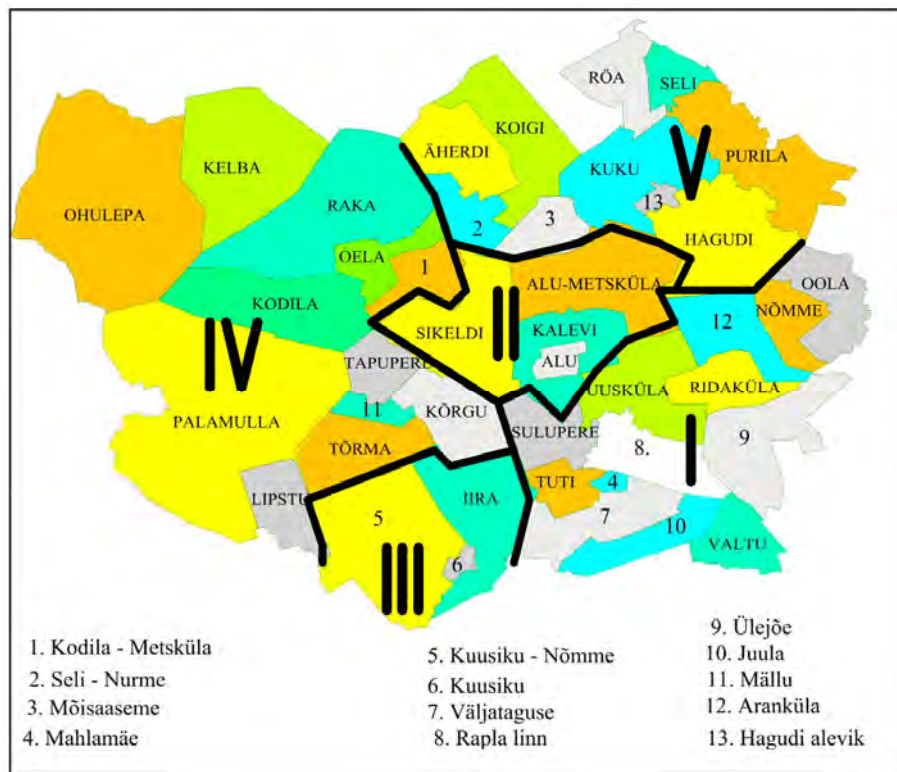 RÖA
SELI
KOIGI
ÄHERDI
KELBA
KUKU
V
PURILA
RAKA
13
OHULEPA
2
3
HAGUDI
OELA
1
ALU-METSKÜLA
OOLA
KODILA
NÕMME
12
SIKELDI
II
KALEVI
IV
TAPUPERE
ALU
UUSKÜLA
RIDAKÜLA
11
KÕRGU
PALAMULLA
SULUPERE
I
9
TÕRMA
8.
TUTI
4
LIPSTU
IIRA
5
7
10
VALTU
6
III
1. Kodila - Metsküla
2. Seli - Nurme
3. Mõisaaseme
4. Mahlamäe
5. Kuusiku - Nõmme
6. Kuusiku
7. Väljataguse
8. Rapla linn
9. Ülejõe
10. Juula
11. Mällu
12. Aranküla
13. Hagudi alevik